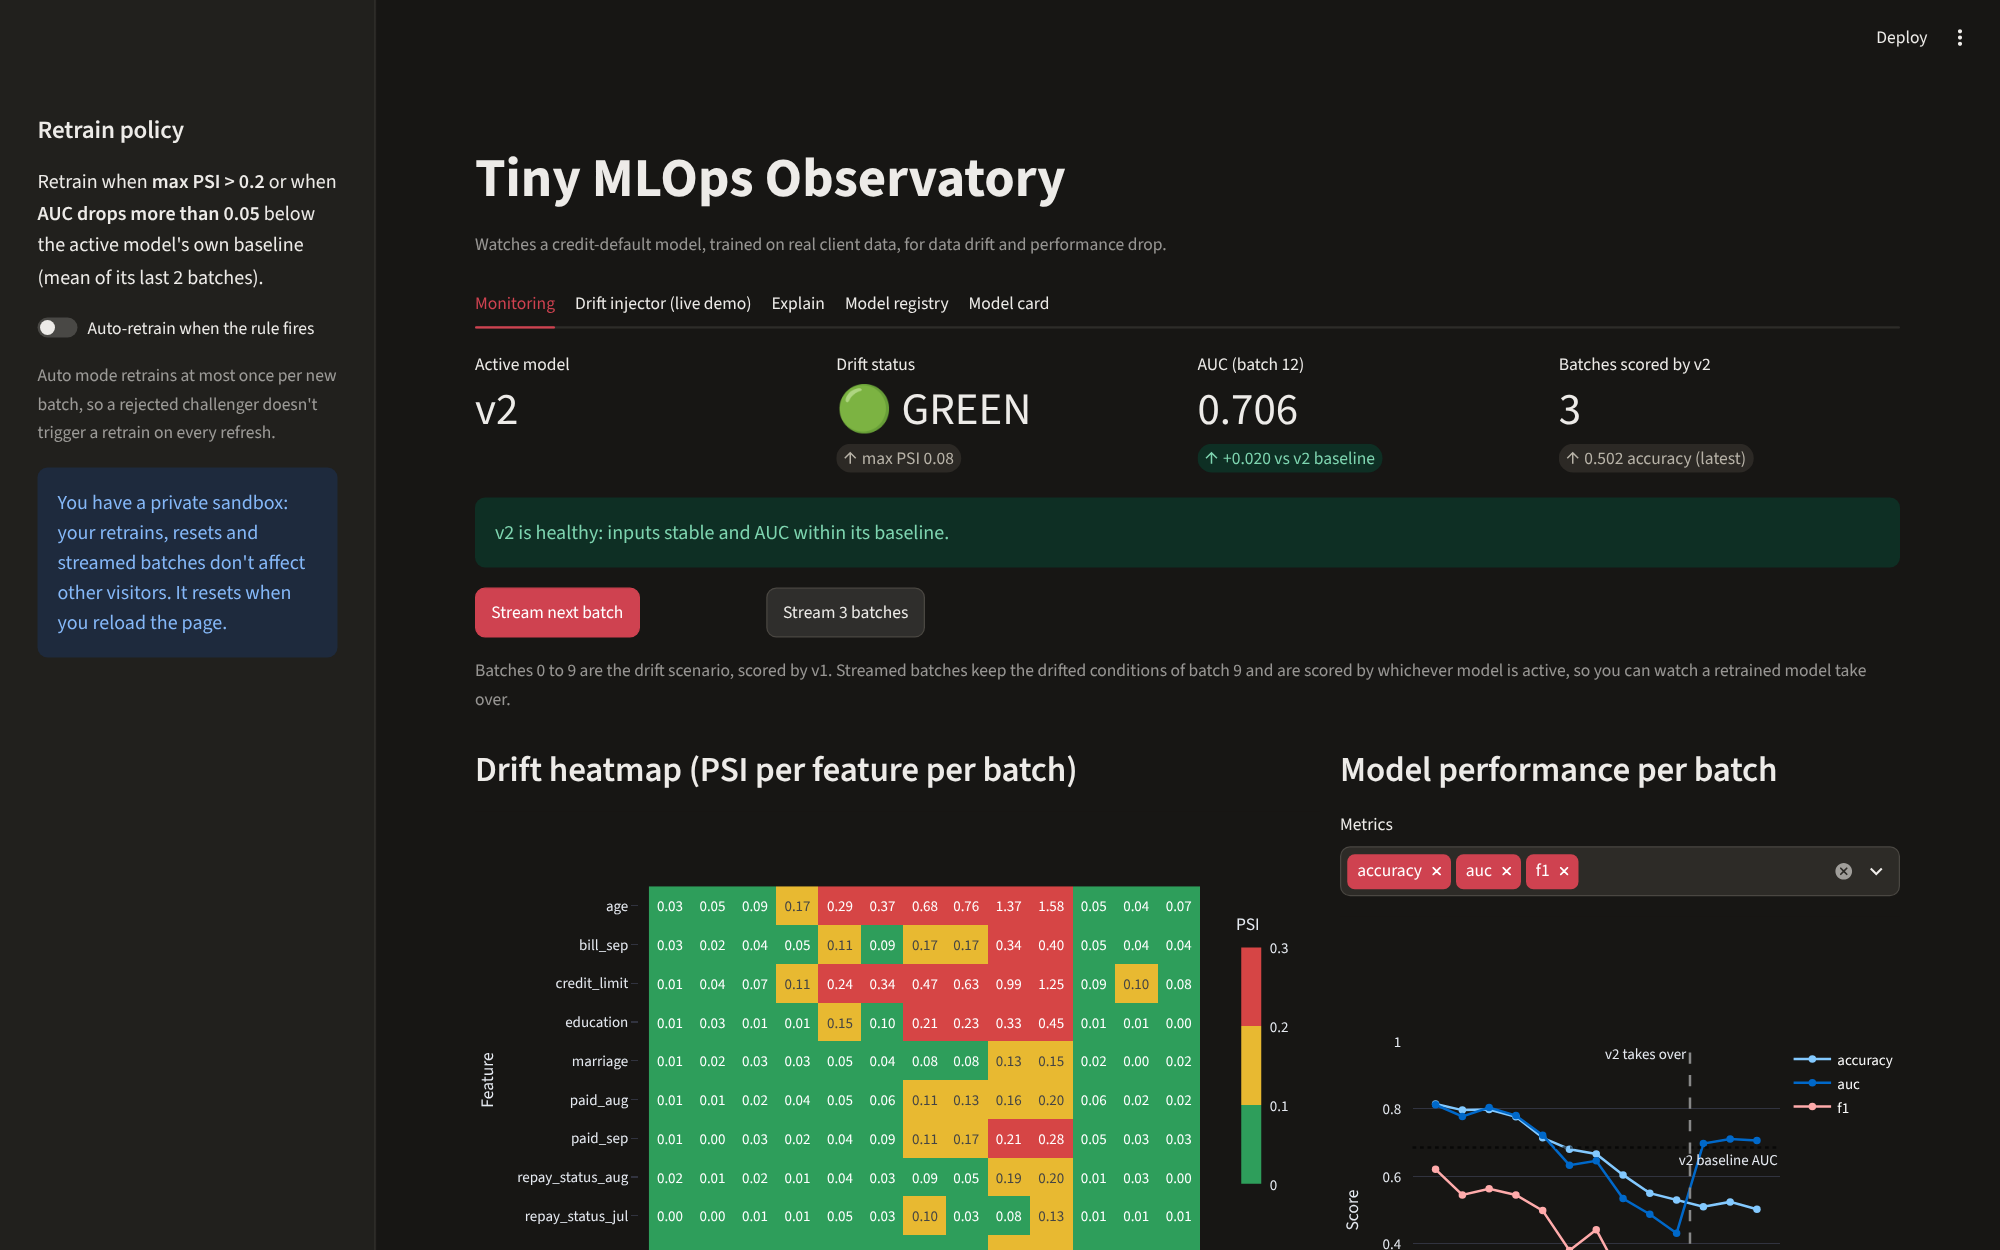 Deploy
Retrain policy
Retrain when max PSI > 0.2 or when
AUC drops more than 0.05 below
the active model's own baseline
(mean of its last 2 batches).
Auto-retrain when the rule fires
Auto mode retrains at most once per new
batch, so a rejected challenger doesn't
trigger a retrain on every refresh.
You have a private sandbox:
your retrains, resets and
streamed batches don't affect
other visitors. It resets when
you reload the page.
Tiny MLOps Observatory
Watches a credit-default model, trained on real client data, for data drift and performance drop.
Monitoring Drift injector (live demo) Explain Model registry Model card
Active model
v2
Drift status
GREEN
↑ max PSI 0.08
AUC (batch 12)
0.706
↑ +0.020 vs v2 baseline
Batches scored by v2
3
↑ 0.502 accuracy (latest)
v2 is healthy: inputs stable and AUC within its baseline.
Stream next batch
Stream 3 batches
Batches 0 to 9 are the drift scenario, scored by v1. Streamed batches keep the drifted conditions of batch 9 and are scored by whichever model is active, so you can watch a retrained model take
over.
Drift heatmap (PSI per feature per batch)
Feature
age 0.03 0.05 0.09 0.17 0.29 0.37 0.68 0.76 1.37 1.58 0.05 0.04 0.07
bill_sep 0.03 0.02 0.04 0.05 0.11 0.09 0.17 0.17 0.34 0.40 0.05 0.04 0.04
credit_limit 0.01 0.04 0.07 0.11 0.24 0.34 0.47 0.63 0.99 1.25 0.09 0.10 0.08
education 0.01 0.03 0.01 0.01 0.15 0.10 0.21 0.23 0.33 0.45 0.01 0.01 0.00
marriage 0.01 0.02 0.03 0.03 0.05 0.04 0.08 0.08 0.13 0.15 0.02 0.00 0.02
paid_aug 0.01 0.01 0.02 0.04 0.05 0.06 0.11 0.13 0.16 0.20 0.06 0.02 0.02
paid_sep 0.01 0.00 0.03 0.02 0.04 0.09 0.11 0.17 0.21 0.28 0.05 0.03 0.03
repay_status_aug 0.02 0.01 0.02 0.01 0.04 0.03 0.09 0.05 0.19 0.20 0.01 0.03 0.00
repay_status_jul 0.00 0.00 0.01 0.01 0.05 0.03 0.10 0.03 0.08 0.13 0.01 0.01 0.01
PSI
0.3
0.2
0.1
0
Model performance per batch
Metrics
accuracy × auc × f1 ×
1
0.8
0.6
0.4
Score
v2 takes over
v2 baseline AUC
accuracy
auc
f1